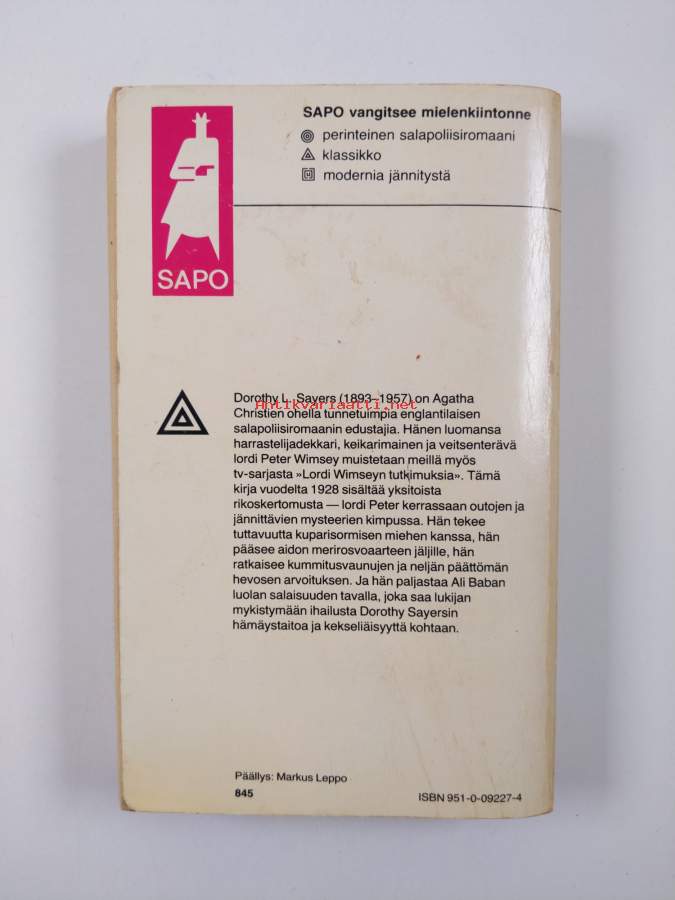 SAPO vangitsee mielenkiintonne
perinteinen salapoliisiromaani
klassikko
modernia jännitystä
SAPO
Dorothy L. Sayers (1893–1957) on Agatha
Christien ohella tunnetuimpia englantilaisen
salapoliisiromaanin edustajia. Hänen luomansa
harrastelijadekkari, keikarimainen ja veitsenterävä
lordi Peter Wimsey muistetaan meillä myös
tv-sarjasta »Lordi Wimseyn tutkimuksia». Tämä
kirja vuodelta 1928 sisältää yksitoista
rikoskertomusta — lordi Peter kerrassaan outojen ja
jännittävien mysteerien kimpussa. Hän tekee
tuttavuutta kuparisormisen miehen kanssa, hän
pääsee aidon merirosvoaarteen jäljille, hän
ratkaisee kummitusvaunujen ja neljän päättömän
hevosen arvoituksen. Ja hän paljastaa Ali Baban
luolan salaisuuden tavalla, joka saa lukijan
mykistymään ihailusta Dorothy Sayersin
hämäystaitoa ja kekseliäisyyttä kohtaan.
Antikvariaatti.net
Päällys: Markus Leppo
845
ISBN 951-0-09227-4